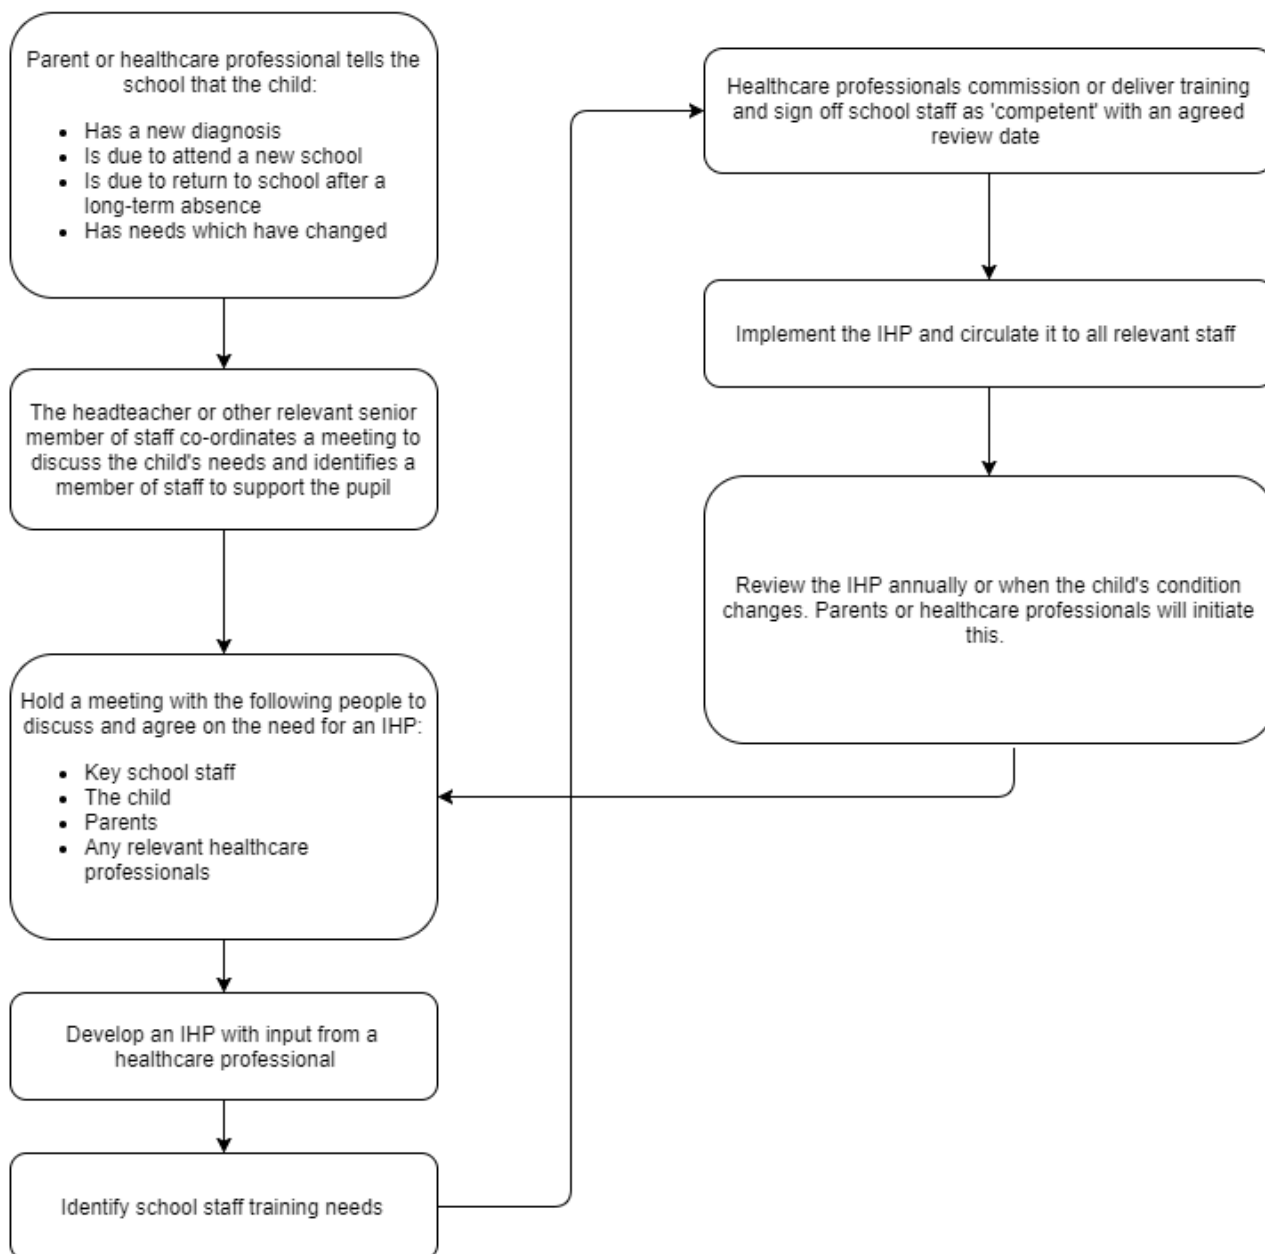 Parent or healthcare professional tells the
school that the child:
• Has a new diagnosis
• Is due to attend a new school
• Is due to return to school after a
long-term absence
• Has needs which have changed
The headteacher or other relevant senior
member of staff co-ordinates a meeting to
discuss the child's needs and identifies a
member of staff to support the pupil
Hold a meeting with the following people to
discuss and agree on the need for an IHP:
• Key school staff
• The child
• Parents
• Any relevant healthcare
professionals
Develop an IHP with input from a
healthcare professional
Identify school staff training needs
Healthcare professionals commission or deliver training
and sign off school staff as 'competent' with an agreed
review date
Implement the IHP and circulate it to all relevant staff
Review the IHP annually or when the child's condition
changes. Parents or healthcare professionals will initiate
this.